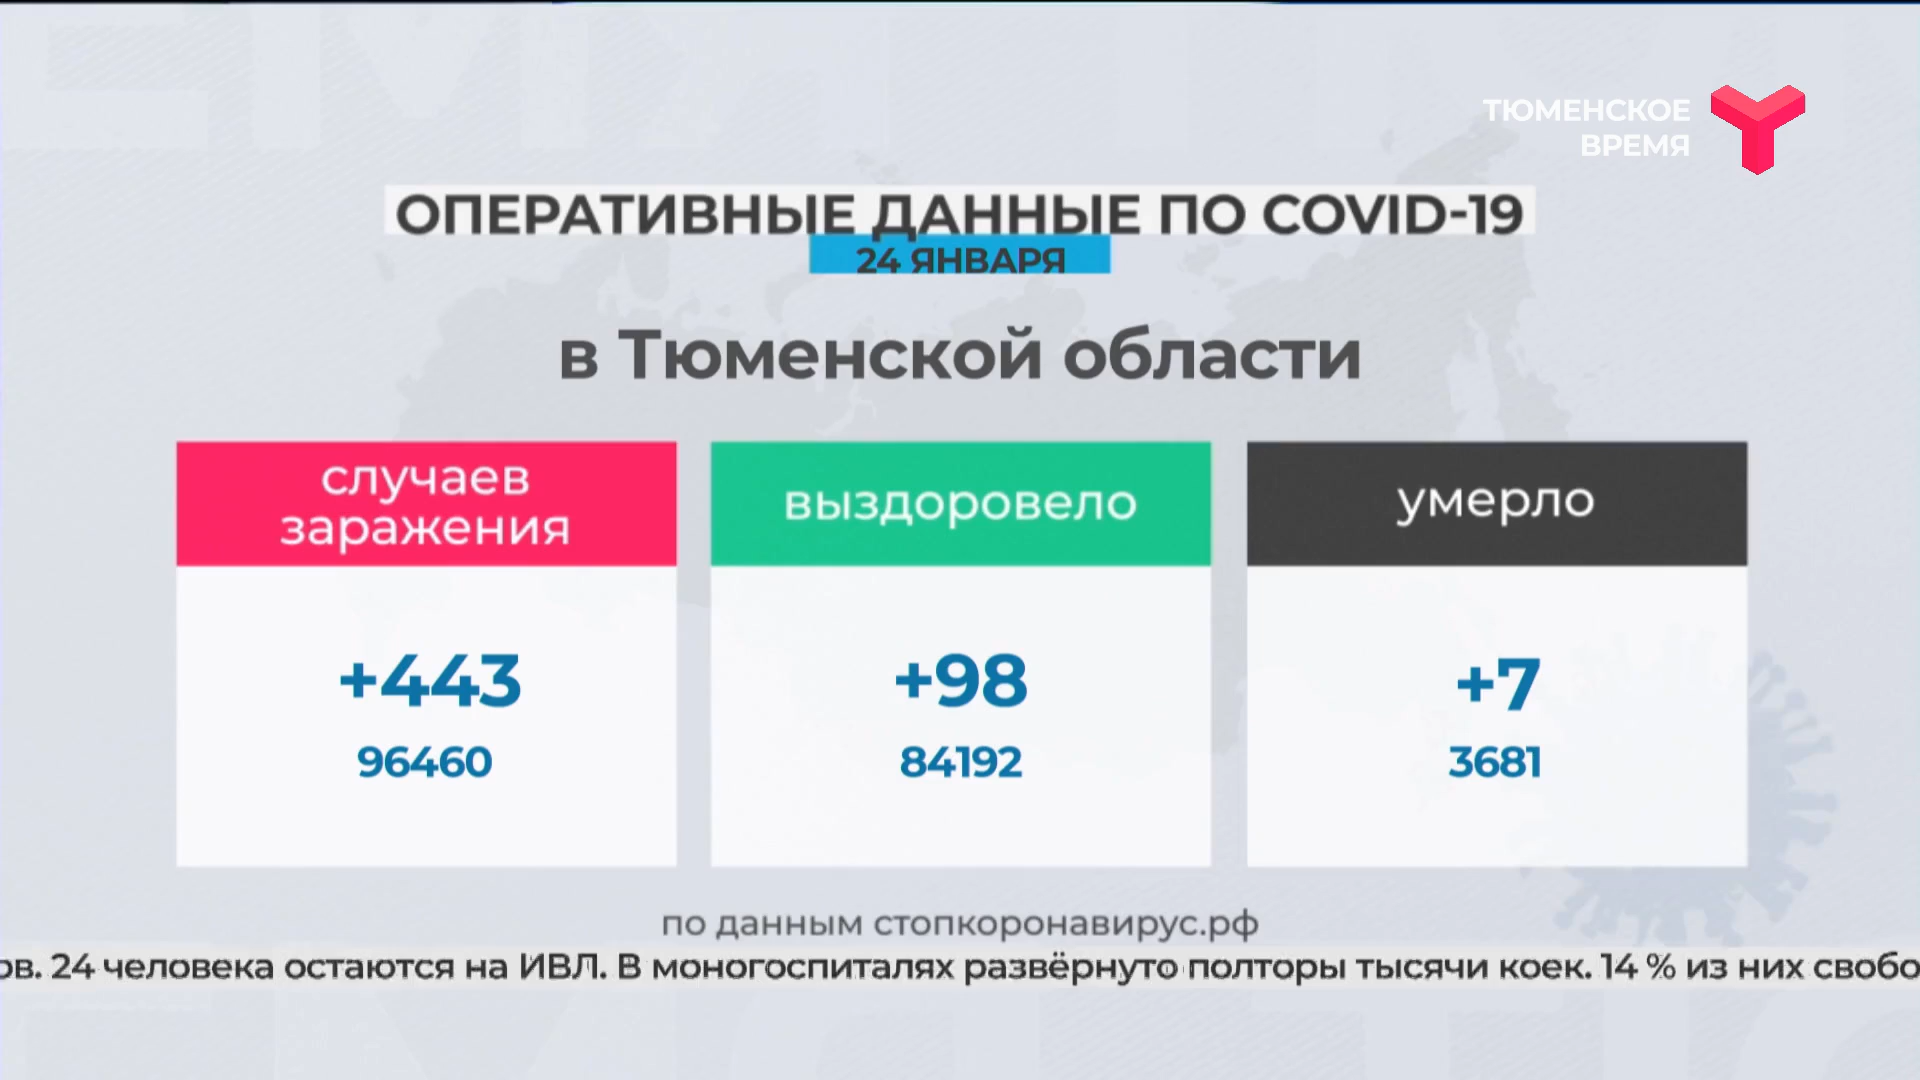 ТЮМЕНСКОЕ
ВРЕМЯ
ОПЕРАТИВНЫЕ ДАННЫЕ ПО COVID-19
24 ЯНВАРЯ
в Тюменской области
случаев
заражения
+443
96460
выздоровело
+98
84192
умерло
+7
3681
по данным стопкоронавирус.рф
ов. 24 человека остаются на ИВЛ. В моногоспиталях развёрнуто полторы тысячи коек. 14 % из них свобо